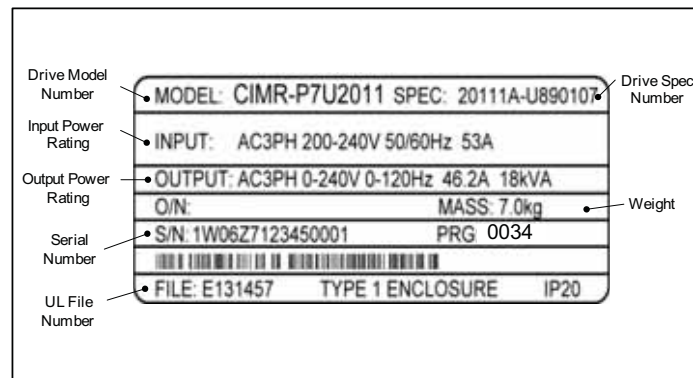 Drive Model
Number
MODEL: CIMR-P7U2011 SPEC: 20111A-U890107
Drive Spec
Number
Input Power
Rating
INPUT: AC3PH 200-240V 50/60Hz 53A
Output Power
Rating
OUTPUT: AC3PH 0-240V 0-120Hz 46.2A 18kVA
O/N: MASS: 7.0kg
Weight
Serial
Number
S/N: 1W06Z7123450001 PRG 0034
UL File
Number
FILE: E131457 TYPE 1 ENCLOSURE IP20